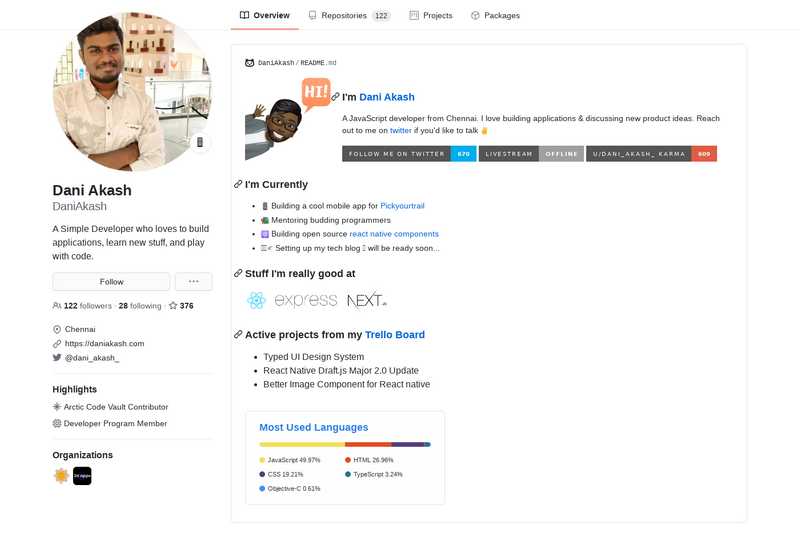 Overview
Repositories 122
Projects
Packages
DaniAkash / README.md
HI!
I'm Dani Akash
A JavaScript developer from Chennai. I love building applications & discussing new product ideas. Reach
out to me on twitter if you'd like to talk ✌
FOLLOW ME ON TWITTER 670
LIVESTREAM OFFLINE
U/DANI_AKASH_ KARMA 609
Dani Akash
DaniAkash
A Simple Developer who loves to build
applications, learn new stuff, and play
with code.
Follow
122 followers · 28 following · 376
Chennai
https://daniakash.com
@dani_akash_
Highlights
Arctic Code Vault Contributor
Developer Program Member
Organizations
I'm Currently
Building a cool mobile app for Pickyourtrail
Mentoring budding programmers
Building open source react native components
Setting up my tech blog will be ready soon...
Stuff I'm really good at
express
NEXT.JS
Active projects from my Trello Board
Typed UI Design System
React Native Draft.js Major 2.0 Update
Better Image Component for React native
Most Used Languages
JavaScript 49.97%
HTML 26.96%
CSS 19.21%
TypeScript 3.24%
Objective-C 0.61%